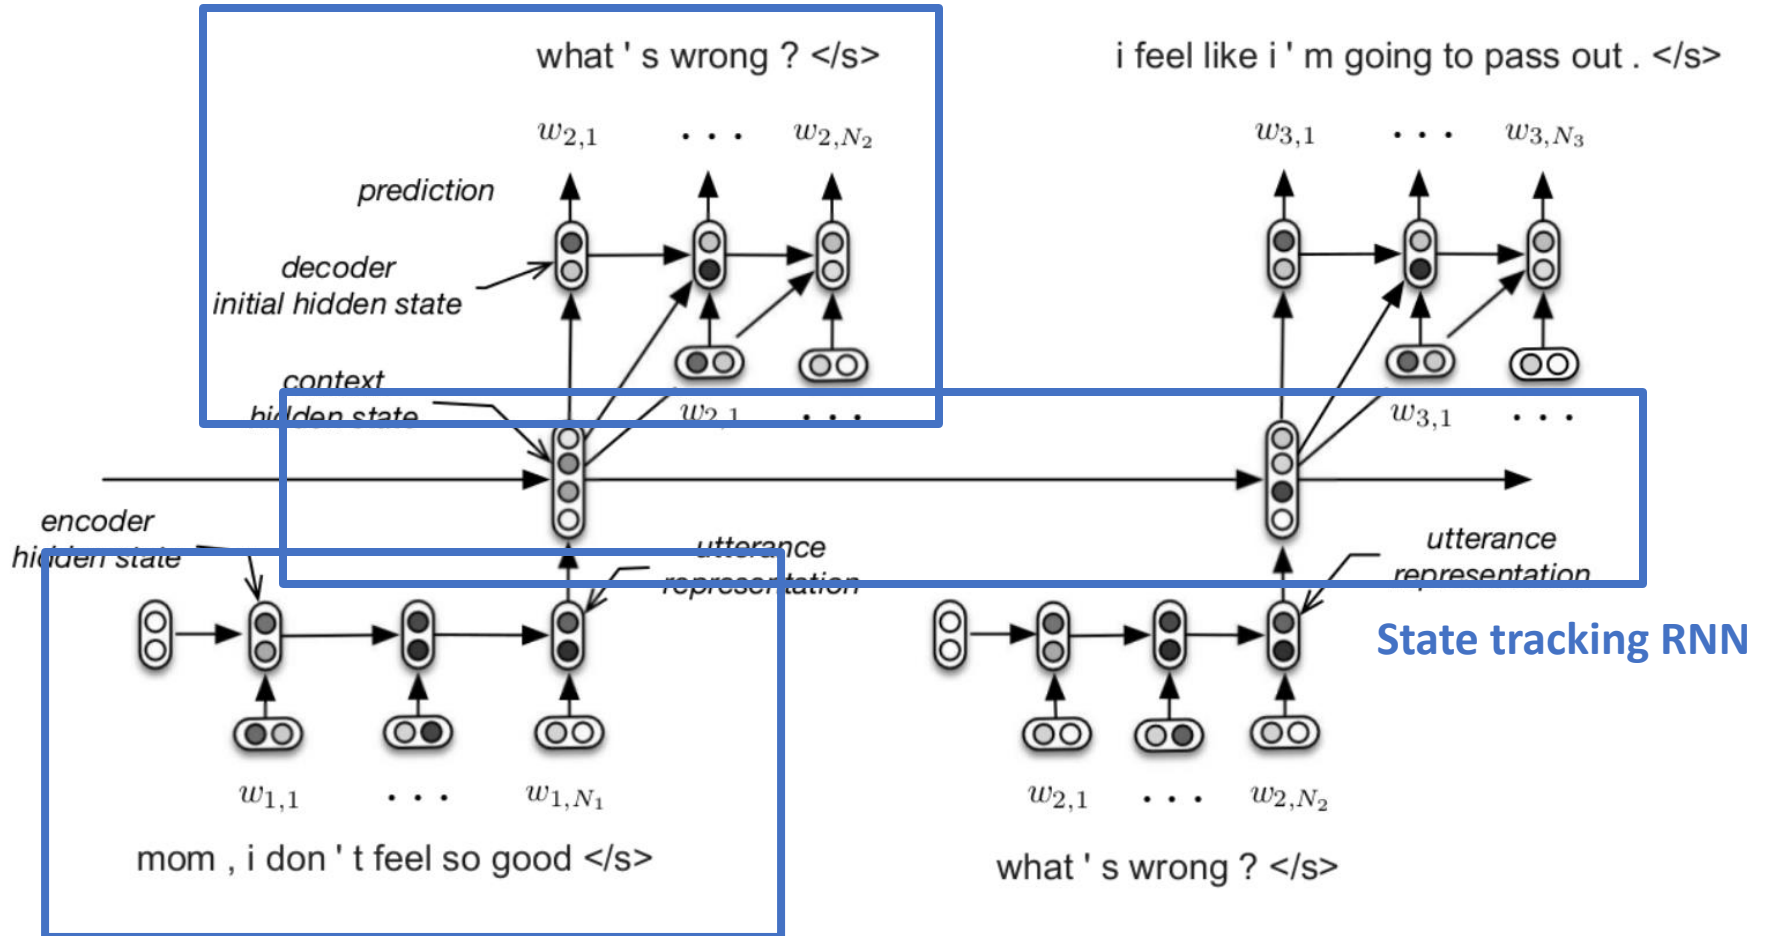 what ' s wrong ? </s>
i feel like i ' m going to pass out . </s>
w2,1 . . . w2,N2
w3,1 . . . w3,N3
prediction
decoder
initial hidden state
context
hidden state
w2,1 . . .
w3,1 . . .
encoder
hidden state
utterance
representation
utterance
representation
State tracking RNN
w1,1 . . . w1,N1
w2,1 . . . w2,N2
mom , i don ' t feel so good </s>
what ' s wrong ? </s>